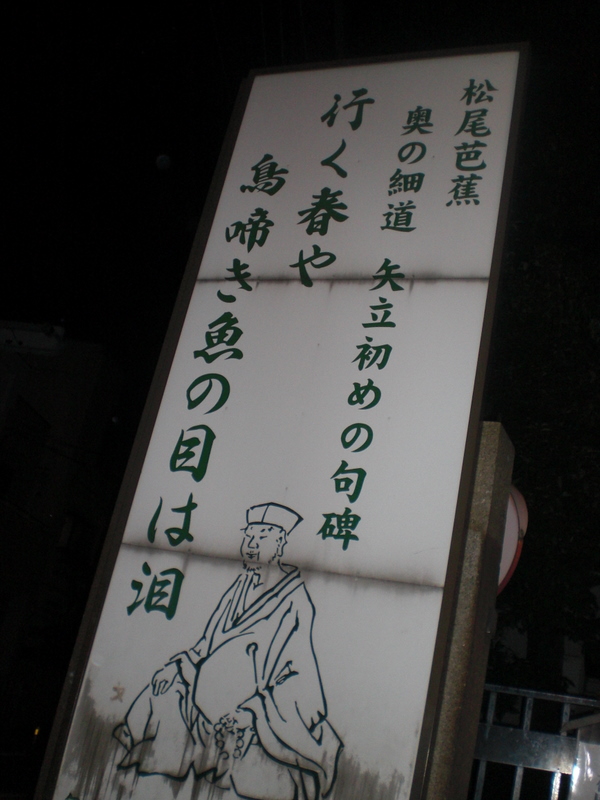 松尾芭蕉
奥の細道 矢立初めの句碑
行く春や
鳥啼き魚の目は泪